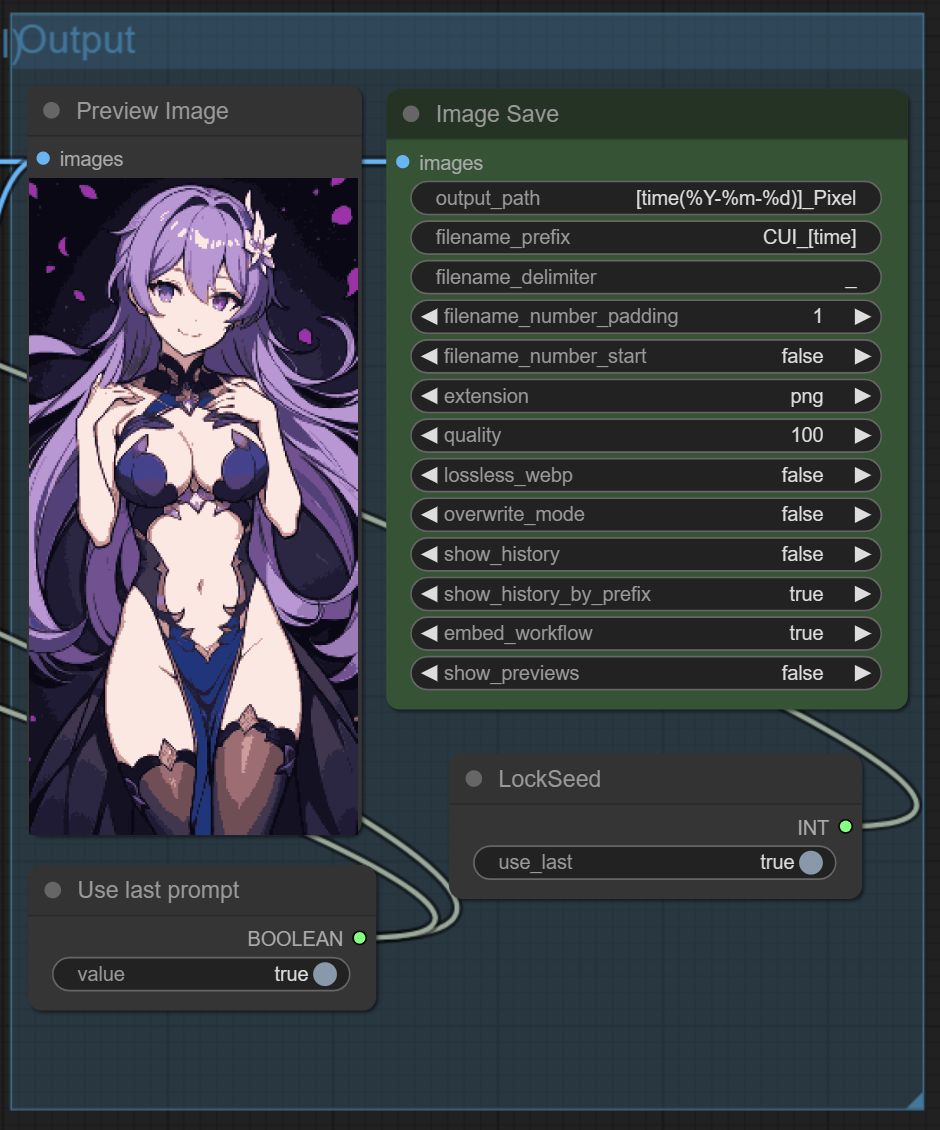 Output
Preview Image
images
Image Save
images
output_path [time(%Y-%m-%d)]_Pixel
filename_prefix CUI_[time]
filename_delimiter _
filename_number_padding 1
filename_number_start false
extension png
quality 100
lossless_webp false
overwrite_mode false
show_history false
show_history_by_prefix true
embed_workflow true
show_previews false
LockSeed
INT
use_last true
Use last prompt
BOOLEAN
value true